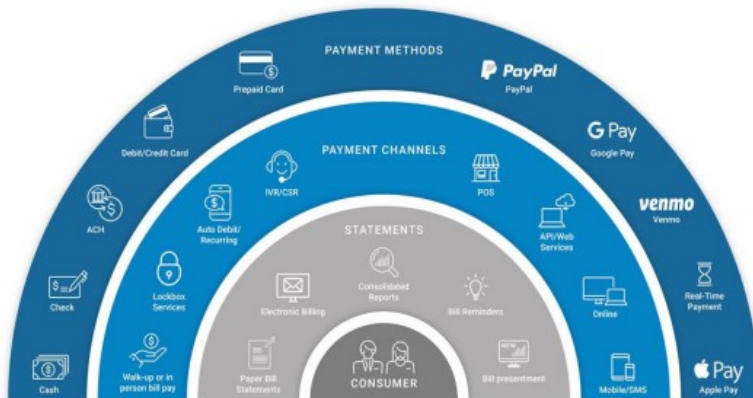 PAYMENT METHODS
Prepaid Card
PayPal
PayPal
Debit/Credit Card
G Pay
Google Pay
ACH
venmo
Venmo
Check
Real-Time
Payment
Cash
Pay
Apple Pay
PAYMENT CHANNELS
IVR/CSR
POS
Auto Debit/
Recurring
API/Web
Services
Lockbox
Services
Online
Walk-up or in
person bill pay
Mobile/SMS
STATEMENTS
Consolidated
Reports
Electronic Billing
Bill Reminders
Paper Bill
Statements
NEW
Bill presentment
CONSUMER